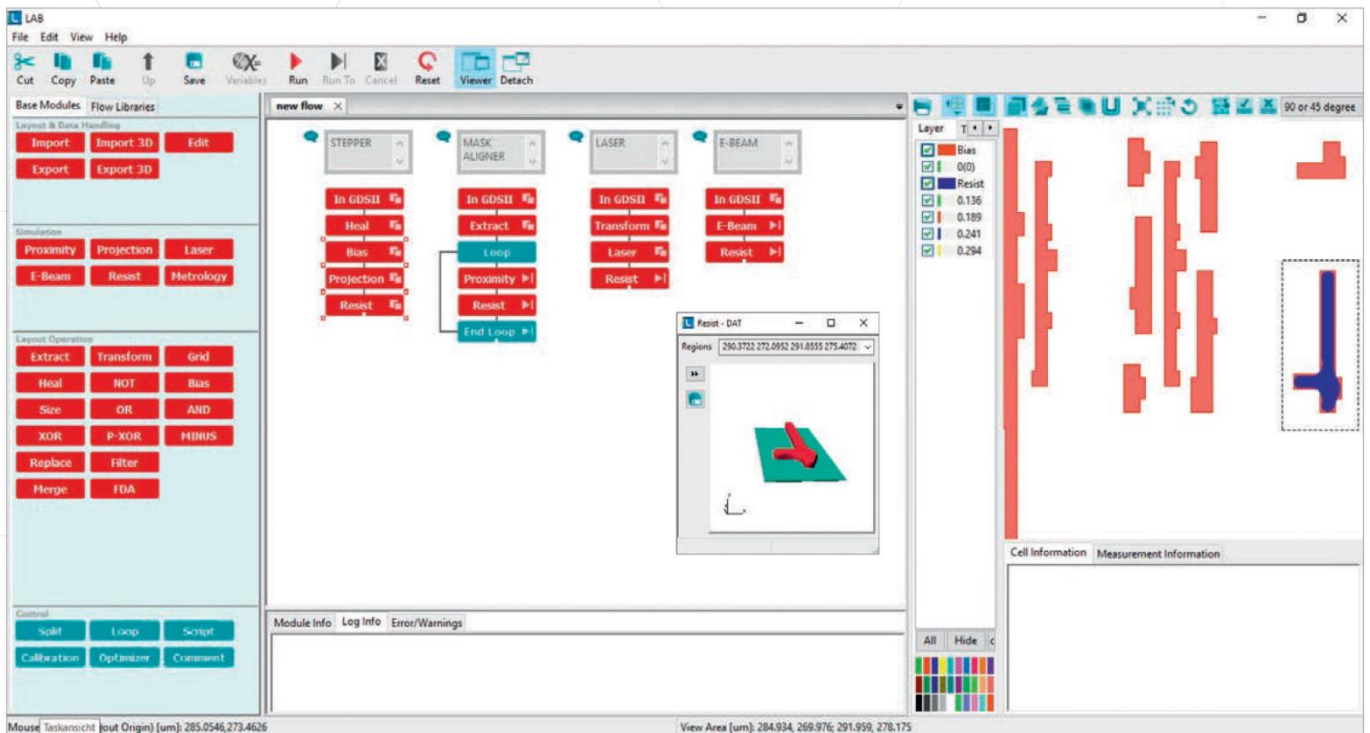 LAB
File Edit View Help
Cut Copy Paste Up Save Variables Run Run To Cancel Reset Viewer Detach
Base Modules Flow Libraries
Layout & Data Handling
Import Import 3D Edit
Export Export 3D
Simulation
Proximity Projection Laser
E-Beam Resist Metrology
Layout Operation
Extract Transform Grid
Heal NOT Bias
Size OR AND
XOR P-XOR MINUS
Replace Filter
Merge FDA
Control
Split Loop Script
Calibration Optimizer Comment
new flow
STEPPER
In GDSII
Heal
Bias
Projection
Resist
MASK
ALIGNER
In GDSII
Extract
Loop
Proximity
Resist
End Loop
LASER
In GDSII
Transform
Laser
Resist
E-BEAM
In GDSII
E-Beam
Resist
Resist - DAT
Regions 290.3722 272.0952 291.8555 275.4072
Module Info Log Info Error/Warnings
90 or 45 degree
Layer T
Bias
0(0)
Resist
0.136
0.189
0.241
0.294
All Hide c
Cell Information Measurement Information
Mouse Taskansicht out Origin) [um]: 285.0546,273.4626
View Area [um]: 284.934, 269.976; 291.959, 278.175